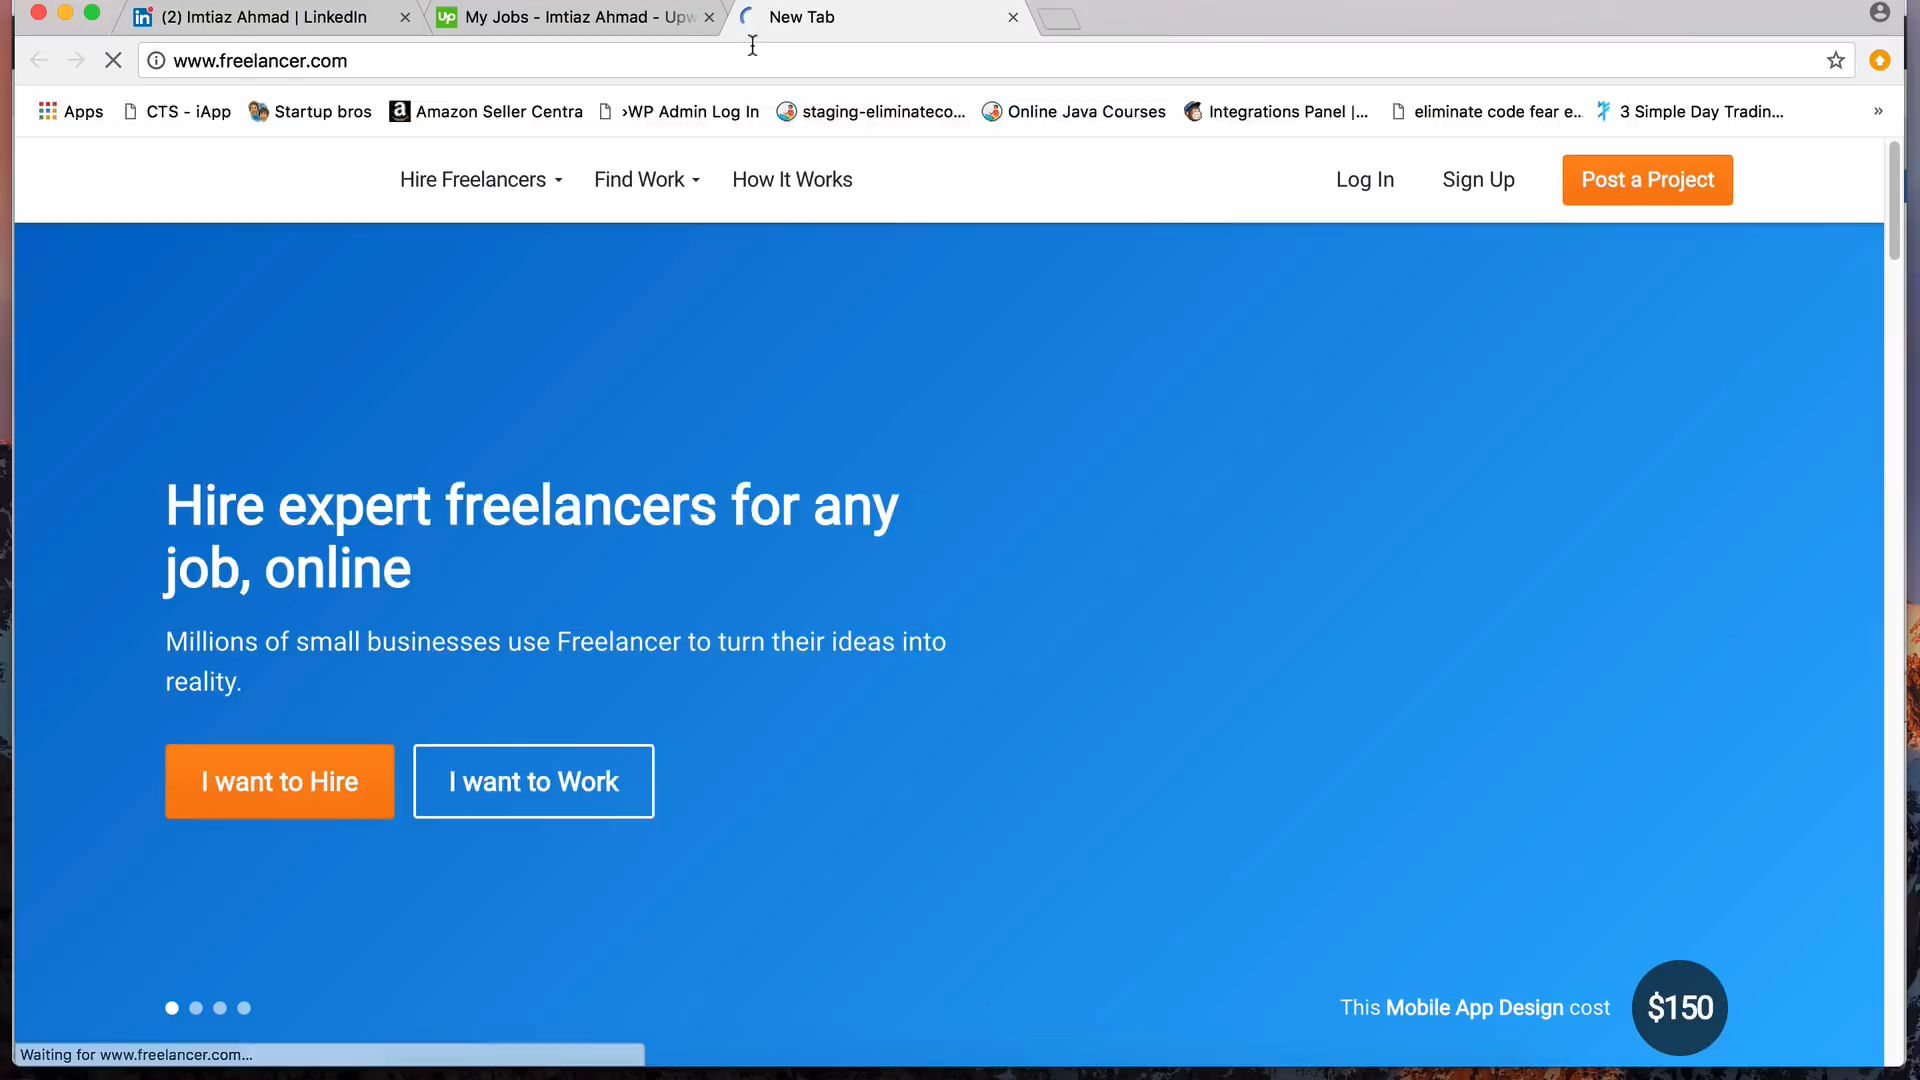 (2) Imtiaz Ahmad | LinkedIn
My Jobs - Imtiaz Ahmad - Upw
New Tab
www.freelancer.com
Apps
CTS - iApp
Startup bros
Amazon Seller Centra
›WP Admin Log In
staging-eliminateco...
Online Java Courses
Integrations Panel |...
eliminate code fear e...
3 Simple Day Tradin...
»
Hire Freelancers
Find Work
How It Works
Log In
Sign Up
Post a Project
Hire expert freelancers for any
job, online
Millions of small businesses use Freelancer to turn their ideas into
reality.
I want to Hire
I want to Work
This Mobile App Design cost
$150
Waiting for www.freelancer.com...